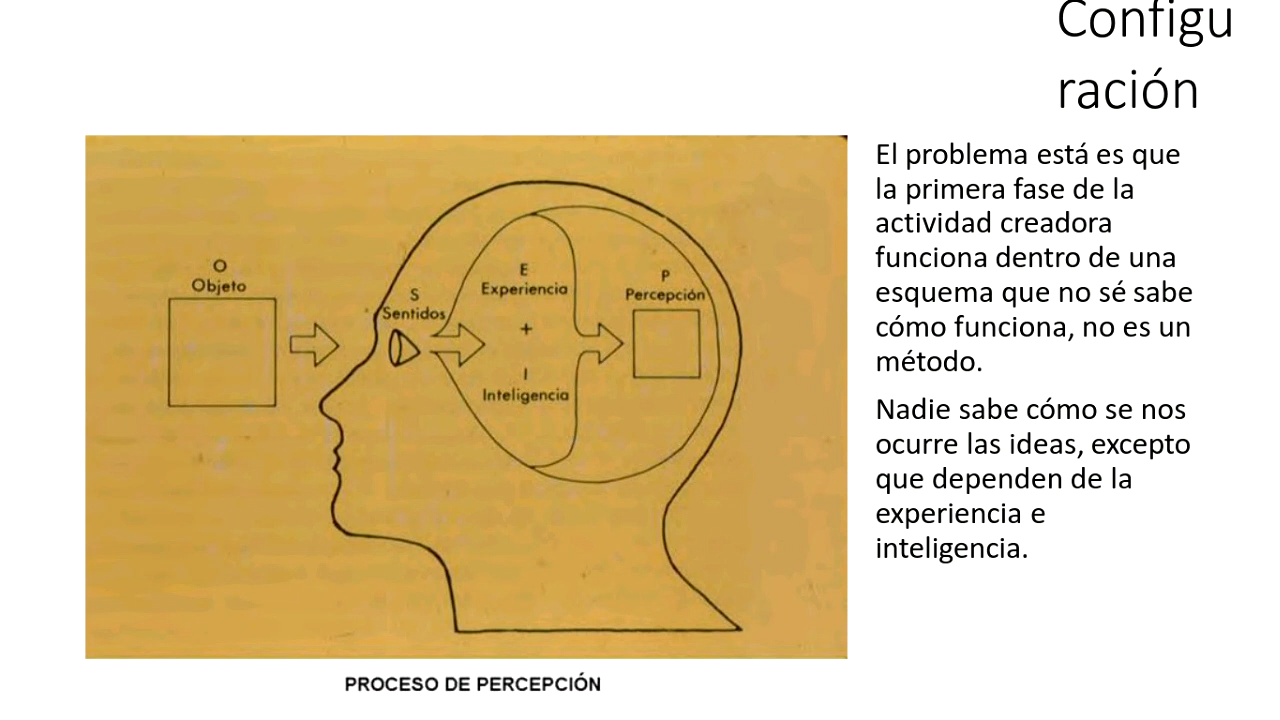 Configu
ración
O
Objeto
S
Sentidos
E
Experiencia
+
I
Inteligencia
P
Percepción
El problema está es que
la primera fase de la
actividad creadora
funciona dentro de una
esquema que no sé sabe
cómo funciona, no es un
método.
Nadie sabe cómo se nos
ocurre las ideas, excepto
que dependen de la
experiencia e
inteligencia.
PROCESO DE PERCEPCIÓN